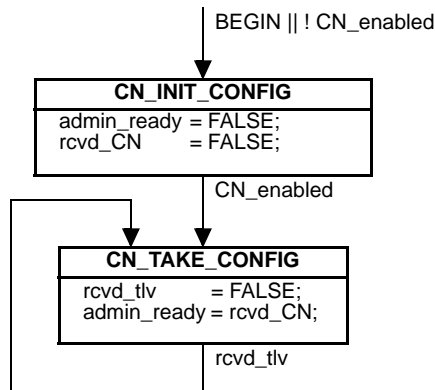 BEGIN || ! CN_enabled
CN_INIT_CONFIG
admin_ready = FALSE;
rcvd_CN = FALSE;
CN_enabled
CN_TAKE_CONFIG
rcvd_tlv = FALSE;
admin_ready = rcvd_CN;
rcvd_tlv